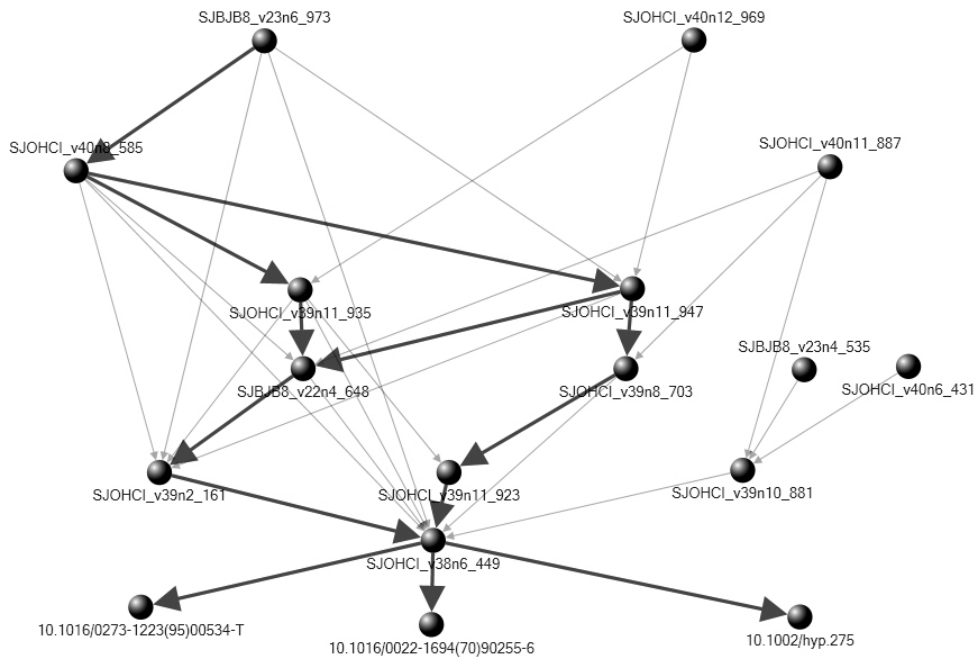 SJBJB8_v23n6_973
SJOHCI_v40n12_969
SJOHCI_v40n8_585
SJOHCI_v40n11_887
SJOHCI_v39n11_935
SJOHCI_v39n11_947
SJBJB8_v23n4_535
SJBJB8_v22n4_648
SJOHCI_v39n8_703
SJOHCI_v40n6_431
SJOHCI_v39n2_161
SJOHCI_v39n11_923
SJOHCI_v39n10_881
SJOHCI_v38n6_449
10.1016/0273-1223(95)00534-T
10.1016/0022-1694(70)90255-6
10.1002/hyp.275